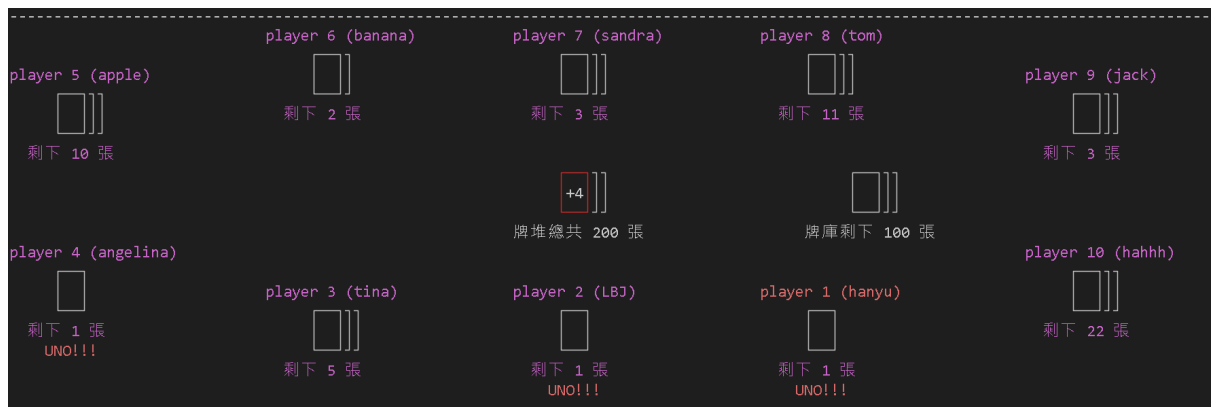 player 6 (banana)
剩下 2 張
player 7 (sandra)
剩下 3 張
player 8 (tom)
剩下 11 張
player 5 (apple)
剩下 10 張
player 9 (jack)
剩下 3 張
+4
牌堆總共 200 張
牌庫剩下 100 張
player 4 (angelina)
剩下 1 張
UNO!!!
player 3 (tina)
剩下 5 張
player 2 (LBJ)
剩下 1 張
UNO!!!
player 1 (hanyu)
剩下 1 張
UNO!!!
player 10 (hahhh)
剩下 22 張